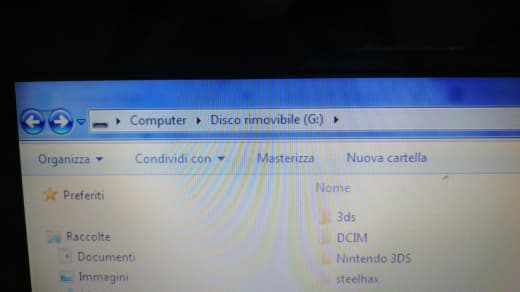 Computer Disco rimovibile (G:)
Organizza Condividi con Masterizza Nuova cartella
Preferiti
Raccolte
Documenti
Immagini
Nome
3ds
DCIM
Nintendo 3DS
steelhax